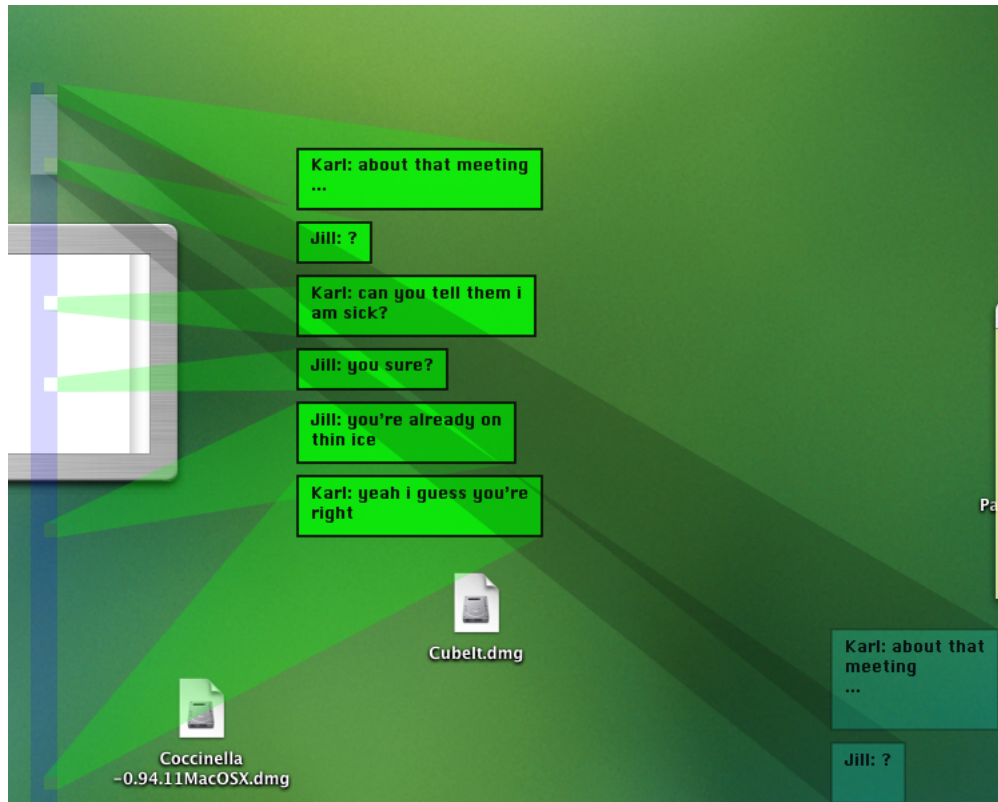 Karl: about that meeting
...
Jill: ?
Karl: can you tell them i
am sick?
Jill: you sure?
Jill: you're already on
thin ice
Karl: yeah i guess you're
right
Pa
CubeIt.dmg
Karl: about that
meeting
...
Jill: ?
Coccinella
-0.94.11MacOSX.dmg